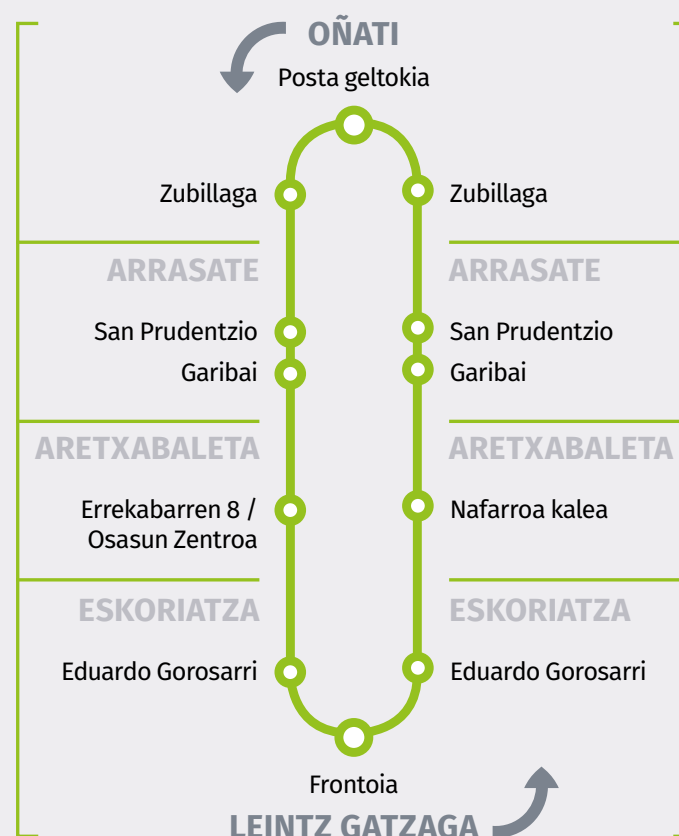 OÑATI
Posta geltokia
Zubillaga
Zubillaga
ARRASATE
ARRASATE
San Prudentzio
San Prudentzio
Garibai
Garibai
ARETXABALETA
ARETXABALETA
Errekabarren 8 /
Osasun Zentroa
Nafarroa kalea
ESKORIATZA
ESKORIATZA
Eduardo Gorosarri
Eduardo Gorosarri
Frontoia
LEINTZ GATZAGA